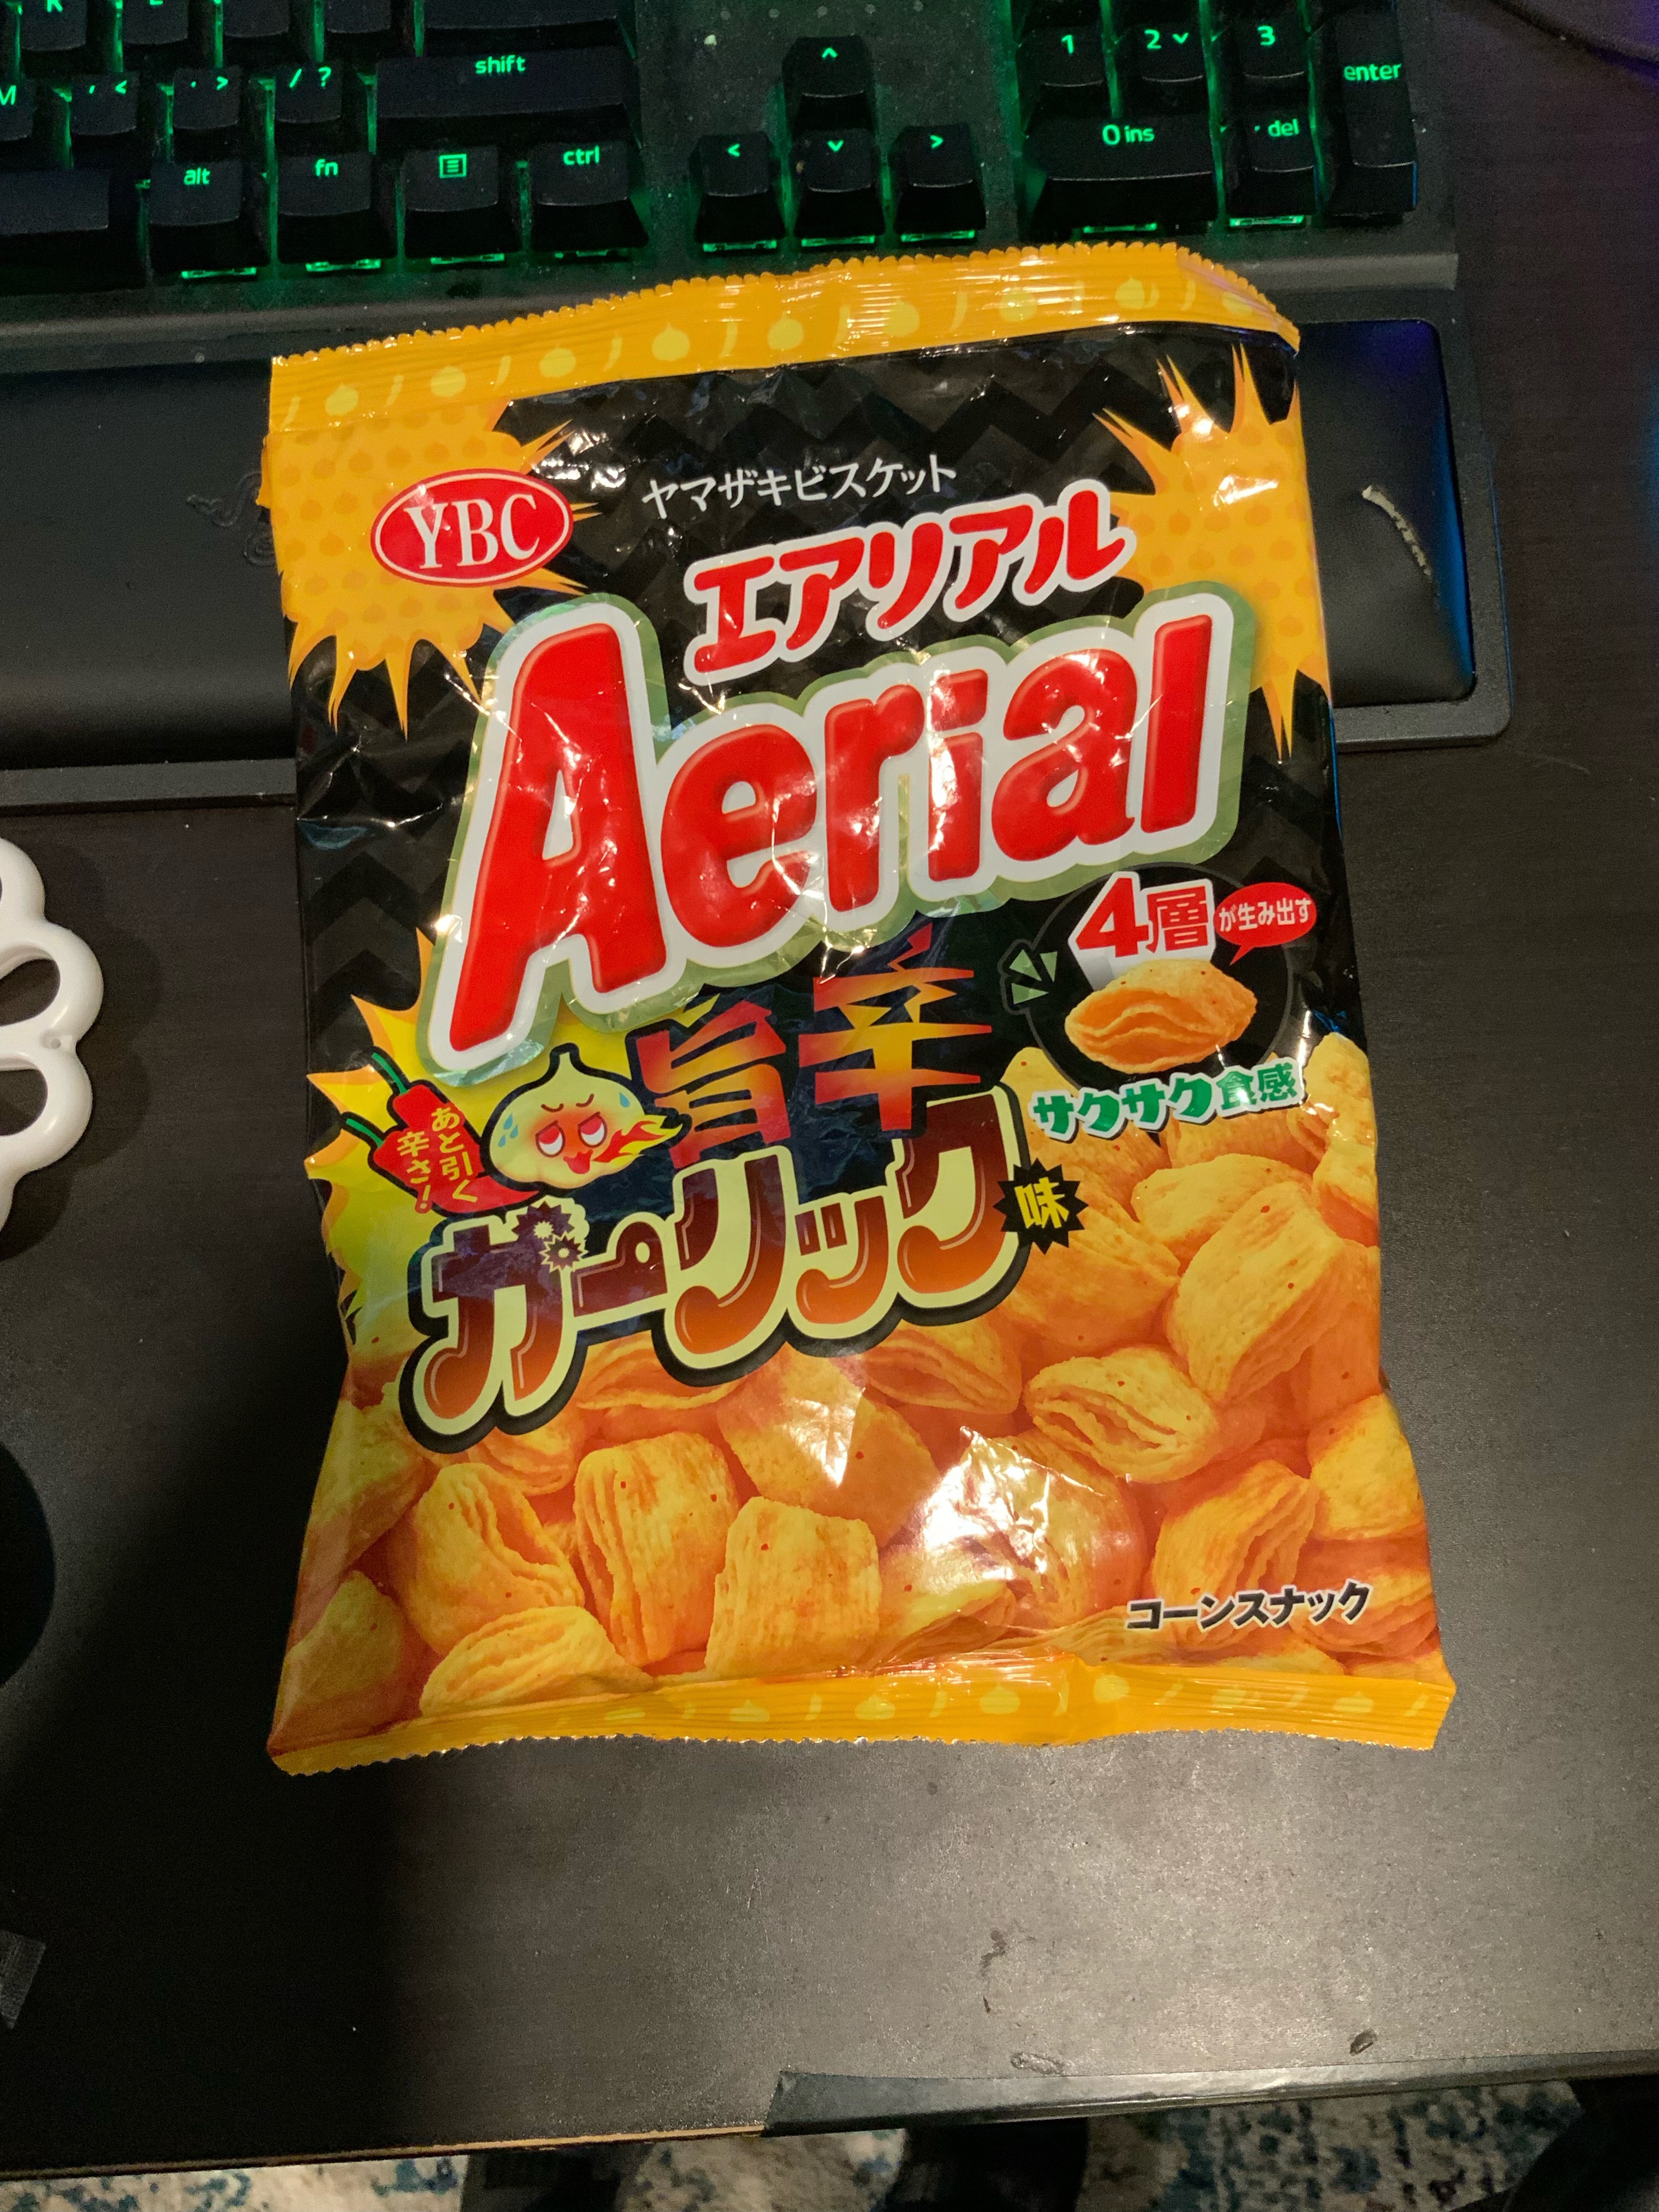 K L
shift
1 2 3
enter
M , < . > / ?
alt fn ctrl
0 ins . del
YBC
ヤマザキビスケット
エアリアル
Aerial
4層が生み出す
サクサク食感
旨辛
あと引く
辛さ!
ガーリック味
コーンスナック